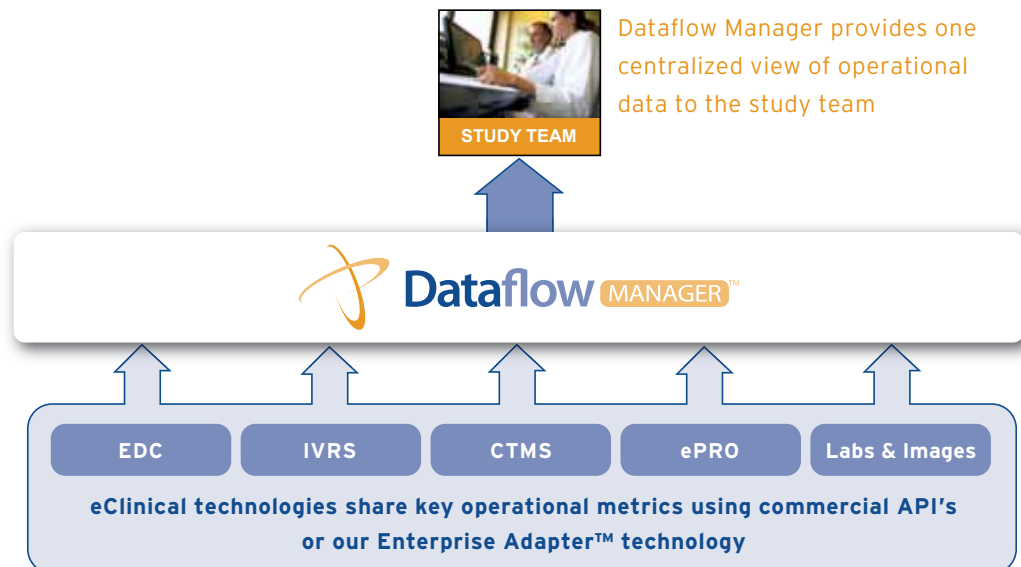 Dataflow Manager provides one
centralized view of operational
data to the study team
STUDY TEAM
Dataflow MANAGER™
EDC
IVRS
CTMS
ePRO
Labs & Images
eClinical technologies share key operational metrics using commercial API's
or our Enterprise Adapter™ technology